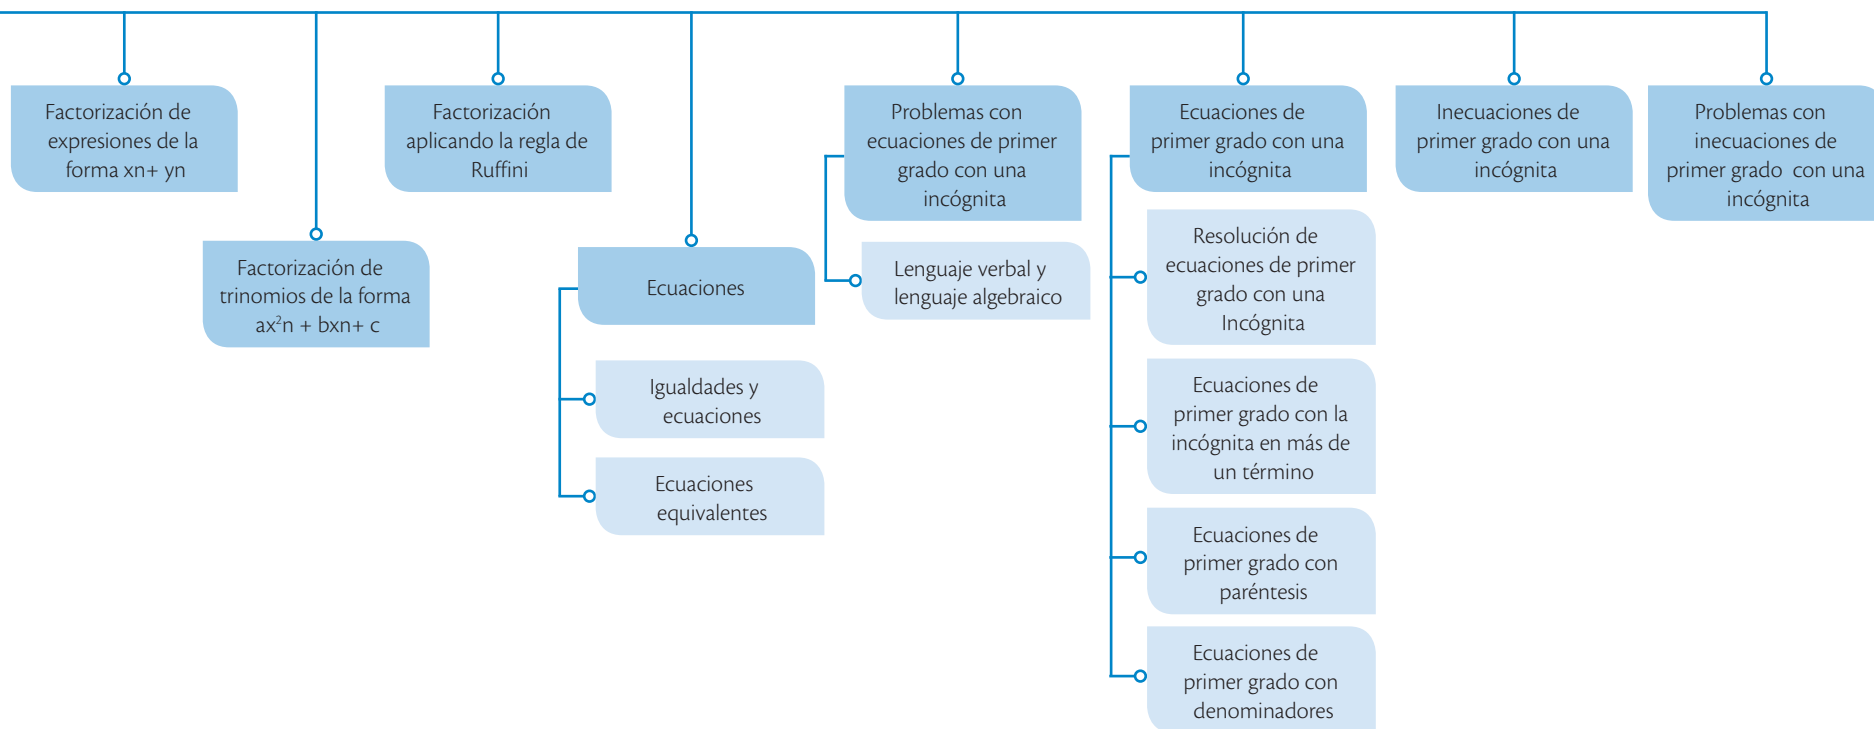 Factorización de
expresiones de la
forma xn+ yn
Factorización de
trinomios de la forma
ax²n + bxn+ c
Factorización
aplicando la regla de
Ruffini
Ecuaciones
Igualdades y
ecuaciones
Ecuaciones
equivalentes
Problemas con
ecuaciones de primer
grado con una
incógnita
Lenguaje verbal y
lenguaje algebraico
Ecuaciones de
primer grado con una
incógnita
Resolución de
ecuaciones de primer
grado con una
Incógnita
Ecuaciones de
primer grado con la
incógnita en más de
un término
Ecuaciones de
primer grado con
paréntesis
Ecuaciones de
primer grado con
denominadores
Inecuaciones de
primer grado con una
incógnita
Problemas con
inecuaciones de
primer grado con una
incógnita